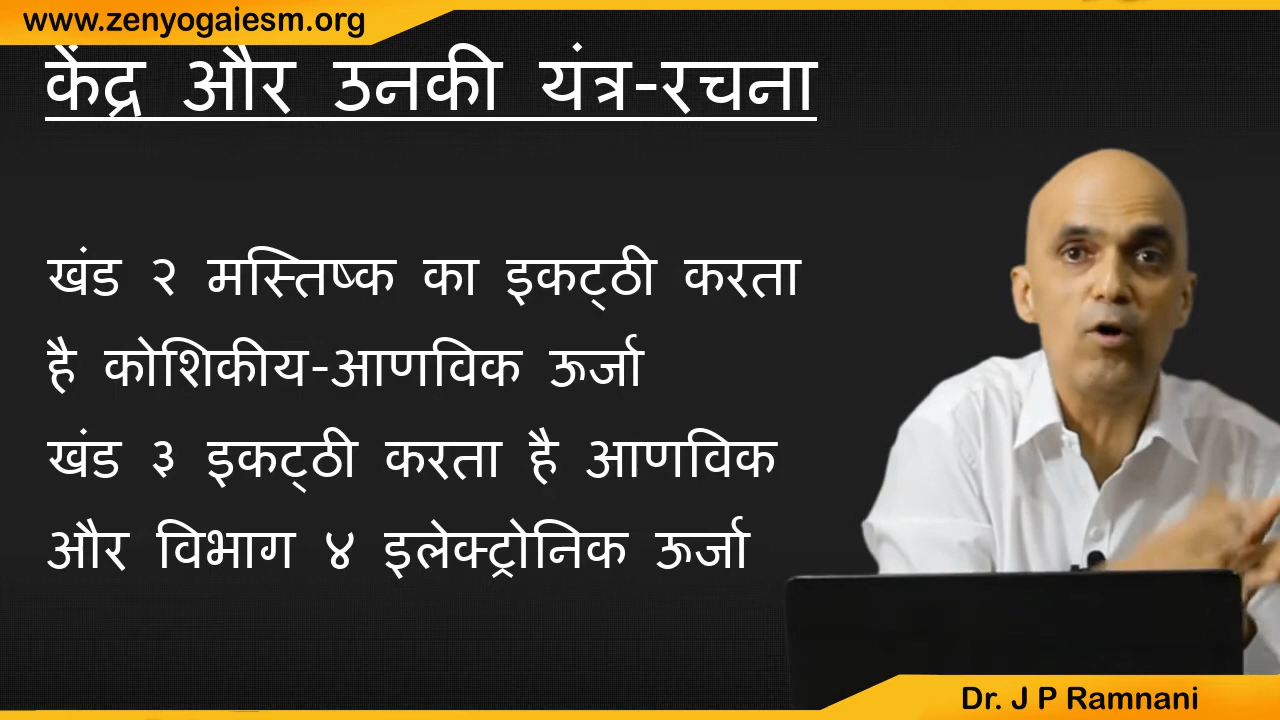 www.zenyogaiesm.org
केंद्र और उनकी यंत्र-रचना
खंड २ मस्तिष्क का इकट्ठी करता
है कोशिकीय-आणविक ऊर्जा
खंड ३ इकट्ठी करता है आणविक
और विभाग ४ इलेक्ट्रोनिक ऊर्जा
Dr. J P Ramnani